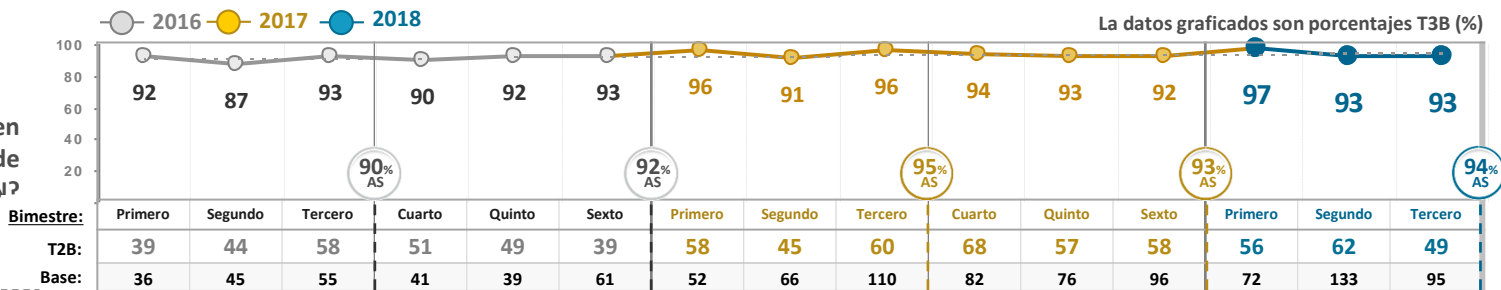 2016 2017 2018 La datos graficados son porcentajes T3B (%)
100
80
60
40
20
92 87 93 90 92 93 96 91 96 94 93 92 97 93 93
en
de
90% AS 92% AS 95% AS 93% AS 94% AS
Bimestre: Primero Segundo Tercero Cuarto Quinto Sexto Primero Segundo Tercero Cuarto Quinto Sexto Primero Segundo Tercero
T2B: 39 44 58 51 49 39 58 45 60 68 57 58 56 62 49
Base: 36 45 55 41 39 61 52 66 110 82 76 96 72 133 95